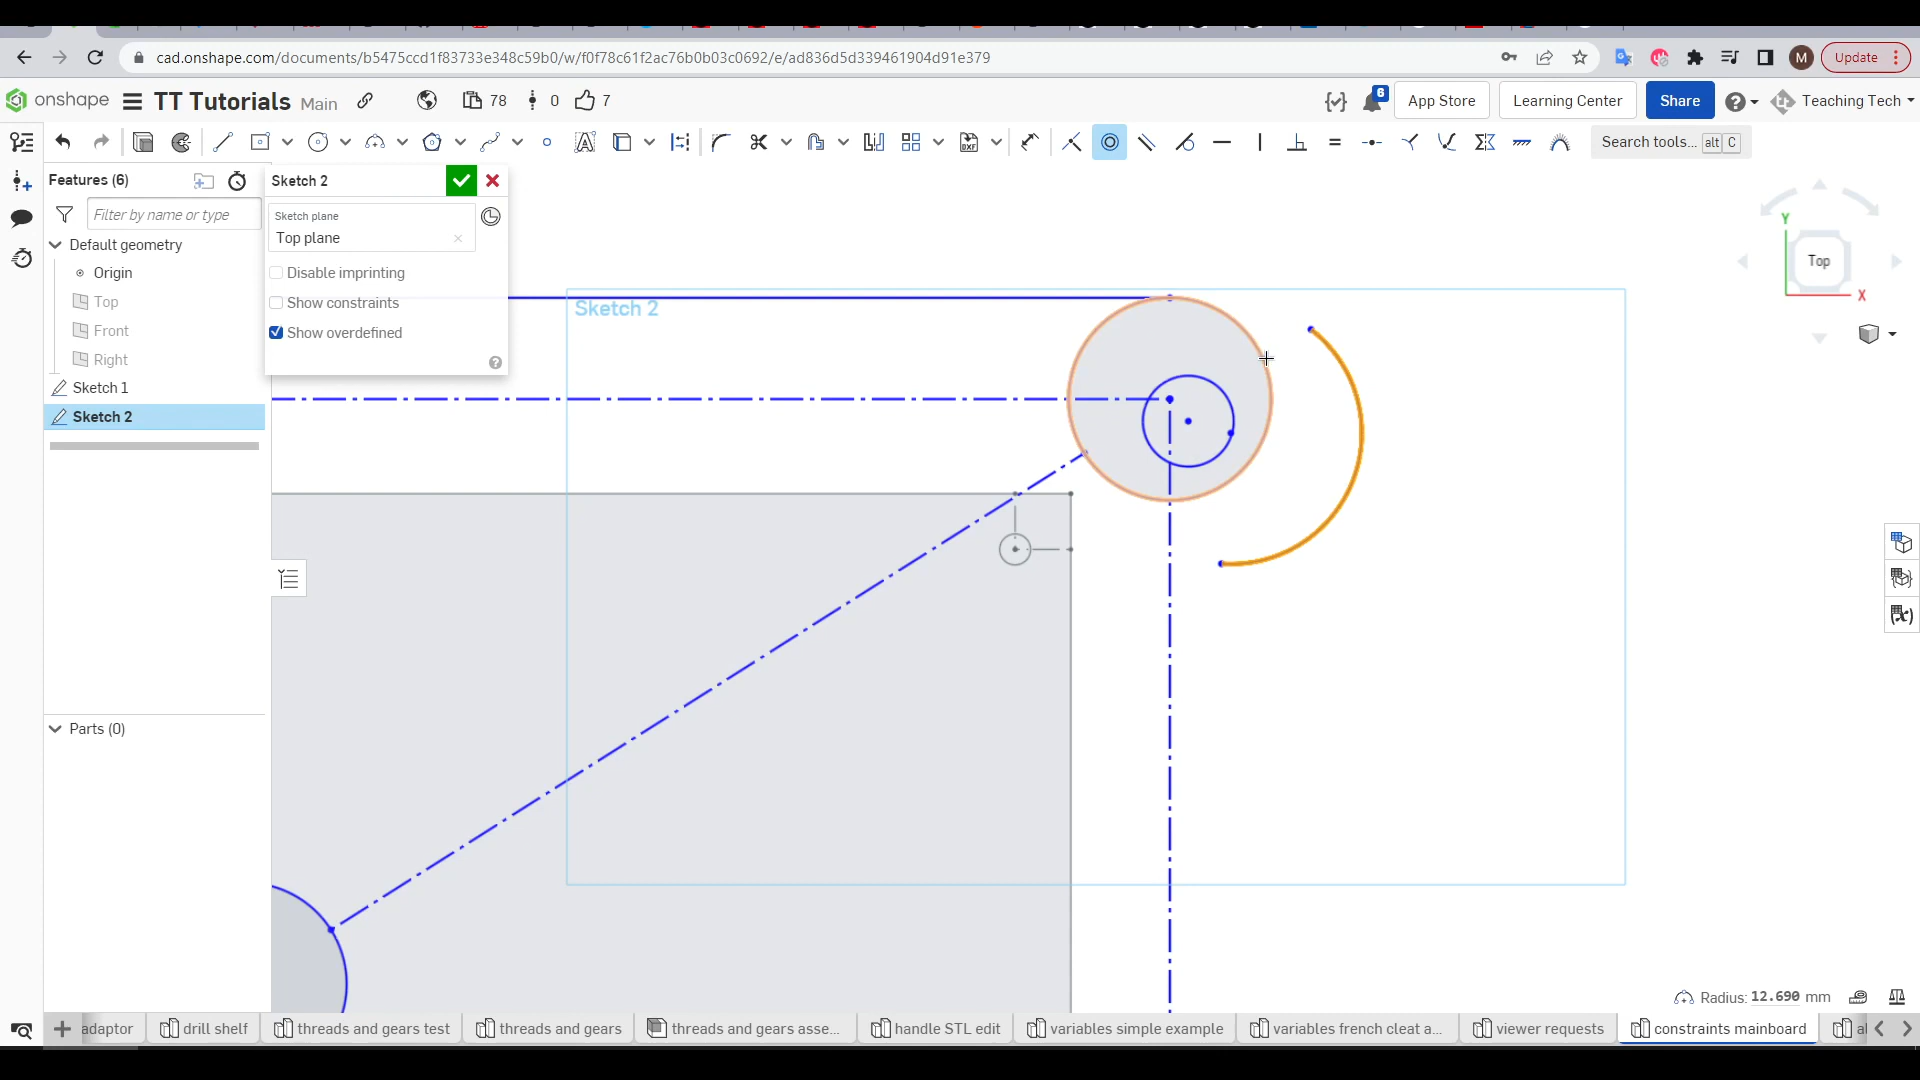 cad.onshape.com/documents/b5475ccd1f83733e348c59b0/w/f0f78c61f2ac76b0b03c0692/e/ad836d5d339461904d91e379
M
Update
onshape
TT Tutorials Main
78
0
7
6
App Store
Learning Center
Share
Teaching Tech
Search tools... alt C
DXF
Features (6)
Filter by name or type
Default geometry
Origin
Top
Front
Right
Sketch 1
Sketch 2
Parts (0)
Sketch 2
Sketch plane
Top plane
Disable imprinting
Show constraints
Show overdefined
Sketch 2
Y
Top
X
Radius: 12.690 mm
adaptor
drill shelf
threads and gears test
threads and gears
threads and gears asse...
handle STL edit
variables simple example
variables french cleat a...
viewer requests
constraints mainboard